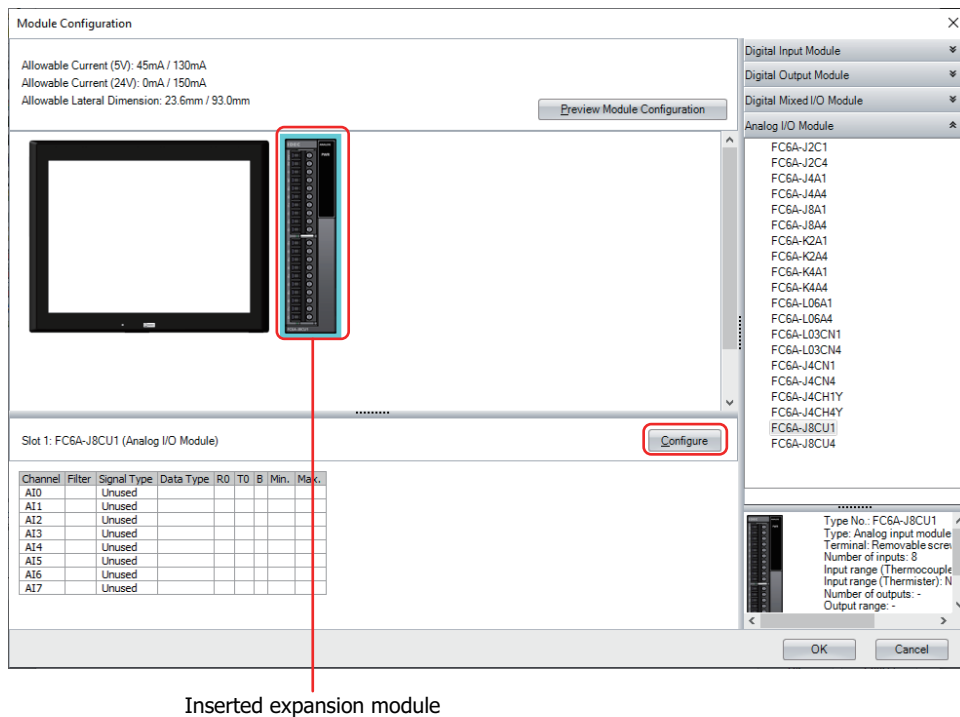 Module Configuration
Allowable Current (5V): 45mA / 130mA
Allowable Current (24V): 0mA / 150mA
Allowable Lateral Dimension: 23.6mm / 93.0mm
Preview Module Configuration
Digital Input Module
Digital Output Module
Digital Mixed I/O Module
Analog I/O Module
FC6A-J2C1
FC6A-J2C4
FC6A-J4A1
FC6A-J4A4
FC6A-J8A1
FC6A-J8A4
FC6A-K2A1
FC6A-K2A4
FC6A-K4A1
FC6A-K4A4
FC6A-L06A1
FC6A-L06A4
FC6A-L03CN1
FC6A-L03CN4
FC6A-J4CN1
FC6A-J4CN4
FC6A-J4CH1Y
FC6A-J4CH4Y
FC6A-J8CU1
FC6A-J8CU4
Slot 1: FC6A-J8CU1 (Analog I/O Module)
Configure
Channel Filter Signal Type Data Type R0 T0 B Min. Max.
AI0 Unused
AI1 Unused
AI2 Unused
AI3 Unused
AI4 Unused
AI5 Unused
AI6 Unused
AI7 Unused
Type No.: FC6A-J8CU1
Type: Analog input module
Terminal: Removable screw
Number of inputs: 8
Input range (Thermocouple
Input range (Thermister): N
Number of outputs: -
Output range: -
OK Cancel
Inserted expansion module